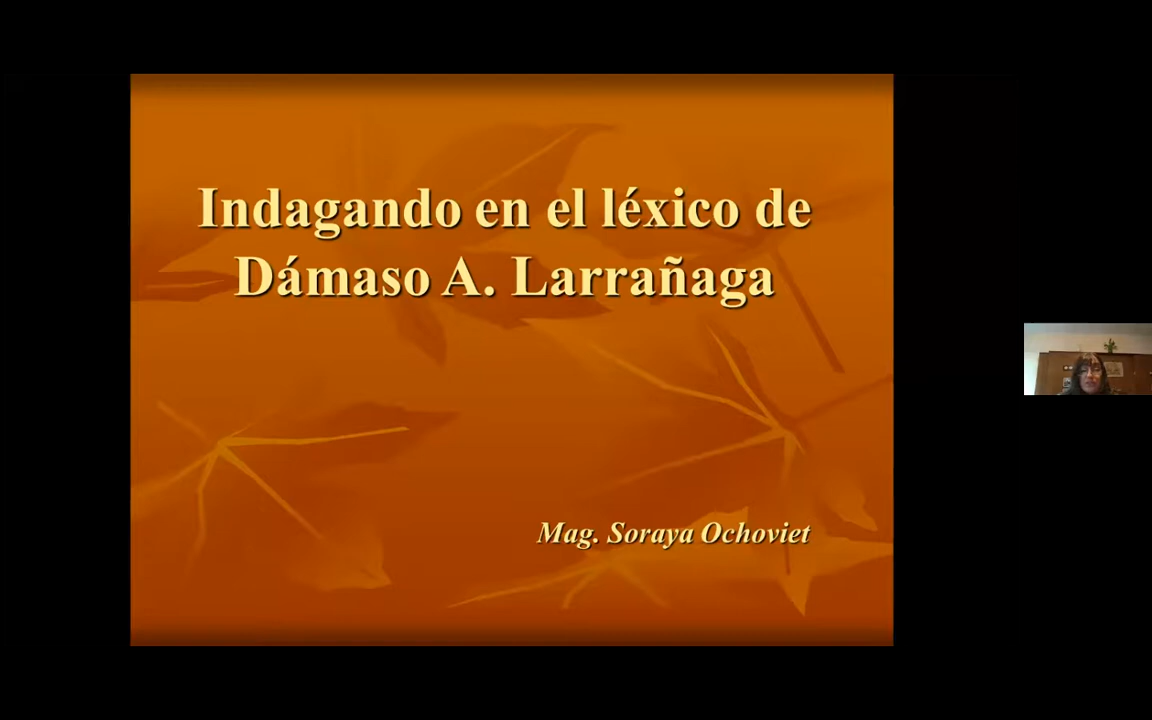 Indagando en el léxico de
Dámaso A. Larrañaga
Mag. Soraya Ochoviet